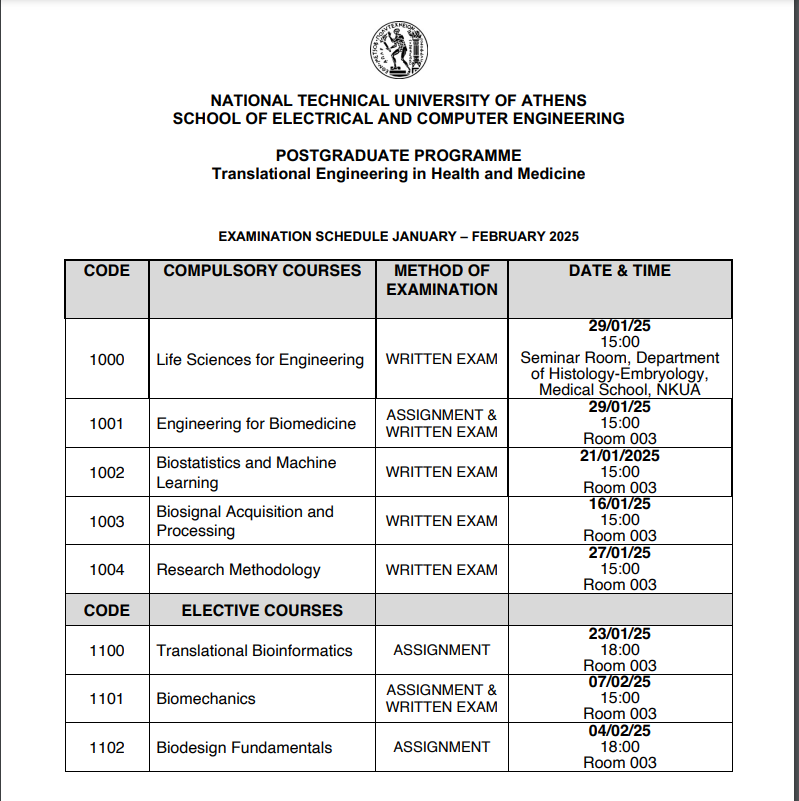 NATIONAL TECHNICAL UNIVERSITY OF ATHENS
SCHOOL OF ELECTRICAL AND COMPUTER ENGINEERING
POSTGRADUATE PROGRAMME
Translational Engineering in Health and Medicine
EXAMINATION SCHEDULE JANUARY – FEBRUARY 2025
CODE COMPULSORY COURSES METHOD OF EXAMINATION DATE & TIME
1000 Life Sciences for Engineering WRITTEN EXAM 29/01/25
15:00
Seminar Room, Department
of Histology-Embryology,
Medical School, NKUA
1001 Engineering for Biomedicine ASSIGNMENT &
WRITTEN EXAM 29/01/25
15:00
Room 003
1002 Biostatistics and Machine
Learning WRITTEN EXAM 21/01/2025
15:00
Room 003
1003 Biosignal Acquisition and
Processing WRITTEN EXAM 16/01/25
15:00
Room 003
1004 Research Methodology WRITTEN EXAM 27/01/25
15:00
Room 003
CODE ELECTIVE COURSES
1100 Translational Bioinformatics ASSIGNMENT 23/01/25
18:00
Room 003
1101 Biomechanics ASSIGNMENT &
WRITTEN EXAM 07/02/25
15:00
Room 003
1102 Biodesign Fundamentals ASSIGNMENT 04/02/25
18:00
Room 003